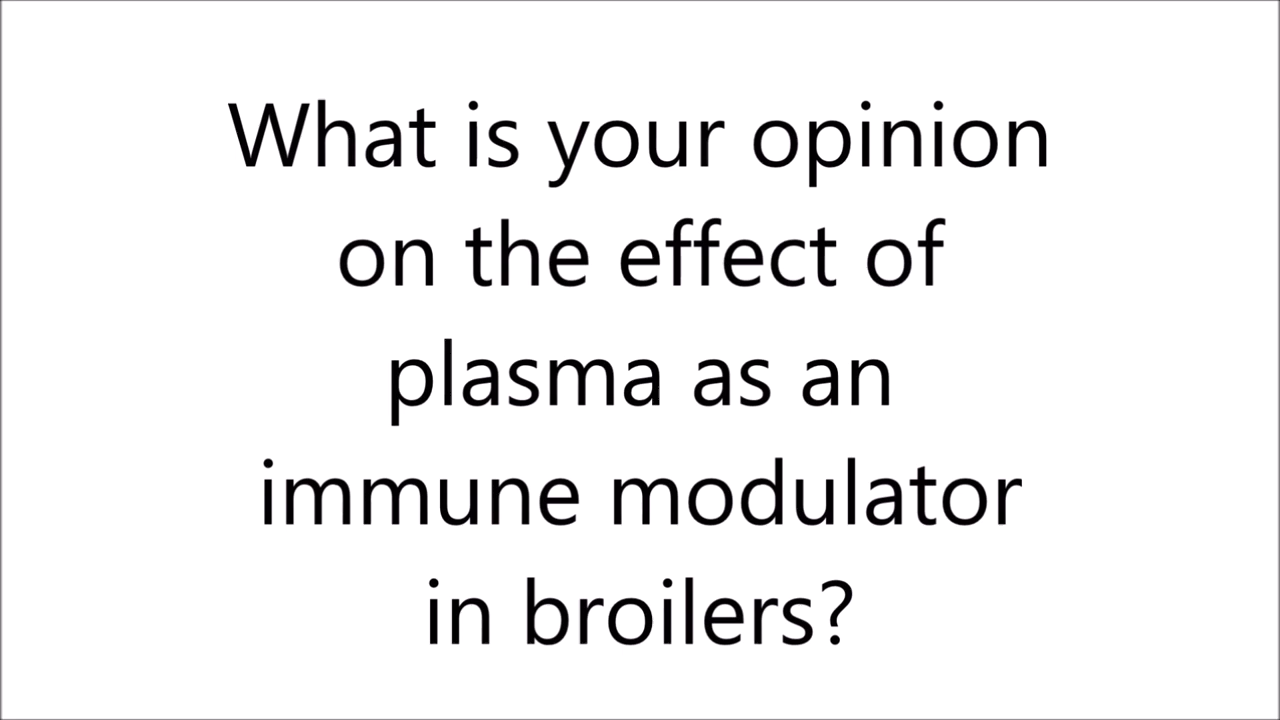 What is your opinion
on the effect of
plasma as an
immune modulator
in broilers?